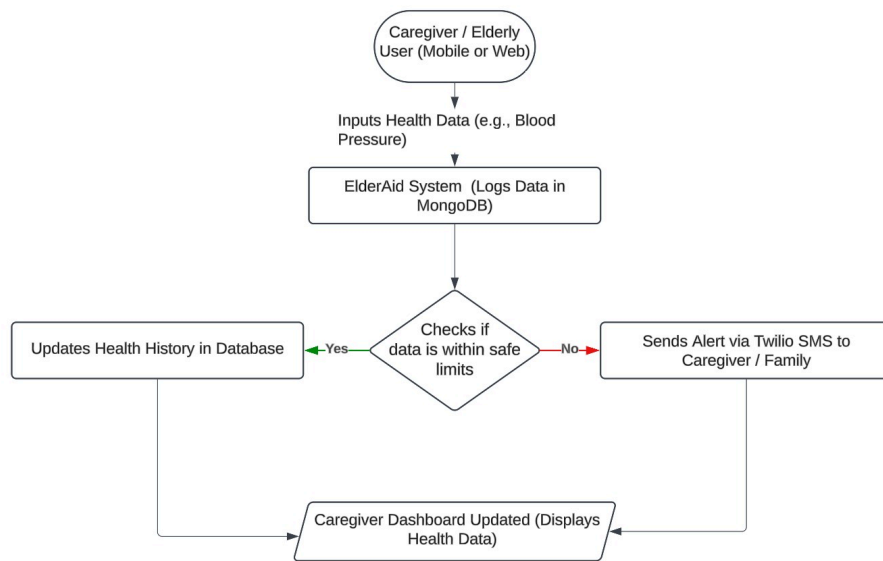 Caregiver / Elderly
User (Mobile or Web)
Inputs Health Data (e.g., Blood
Pressure)
ElderAid System (Logs Data in
MongoDB)
Checks if
data is within safe
limits
Yes
No
Updates Health History in Database
Sends Alert via Twilio SMS to
Caregiver / Family
Caregiver Dashboard Updated (Displays
Health Data)